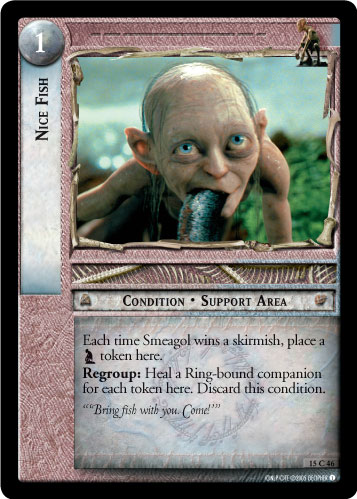 1
Nice Fish
Condition • Support Area
Each time Smeagol wins a skirmish, place a
token here.
Regroup: Heal a Ring-bound companion
for each token here. Discard this condition.
““Bring fish with you. Come!’”
15 C 46